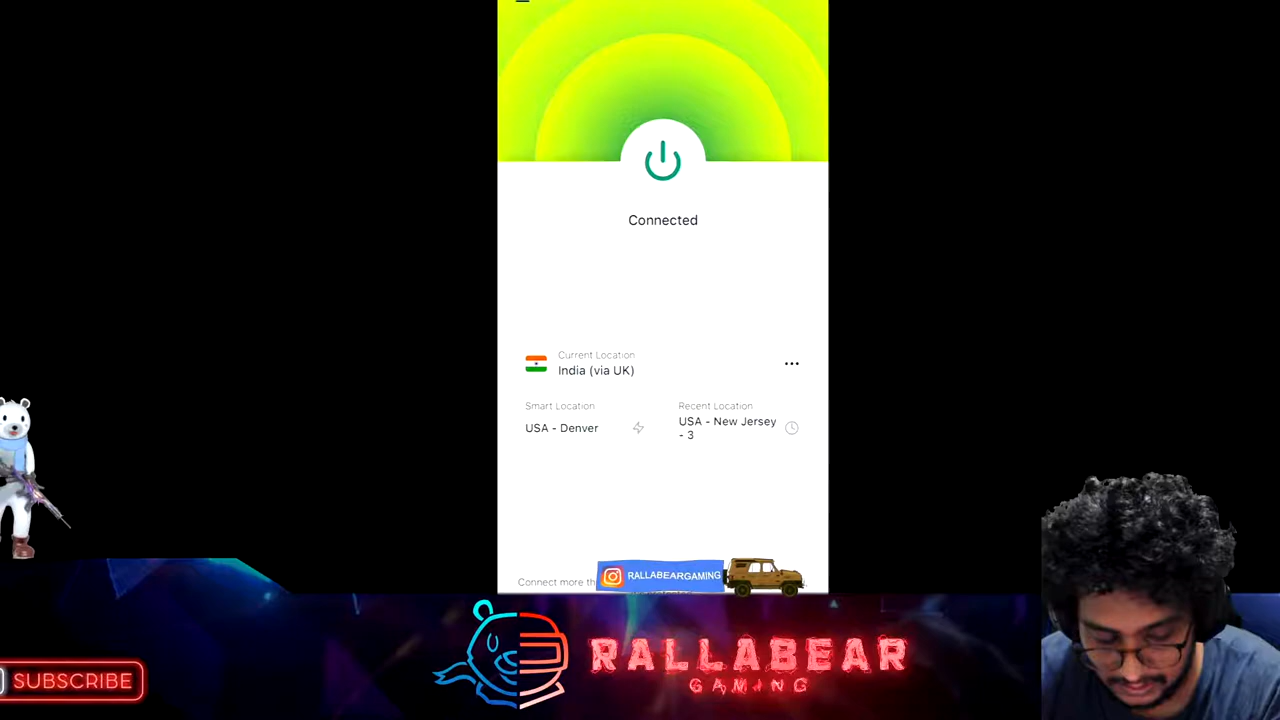 Connected
Current Location
India (via UK)
Smart Location
USA - Denver
Recent Location
USA - New Jersey
- 3
Connect more th
RALLABEARGAMING
RALLABEAR
GAMING
SUBSCRIBE